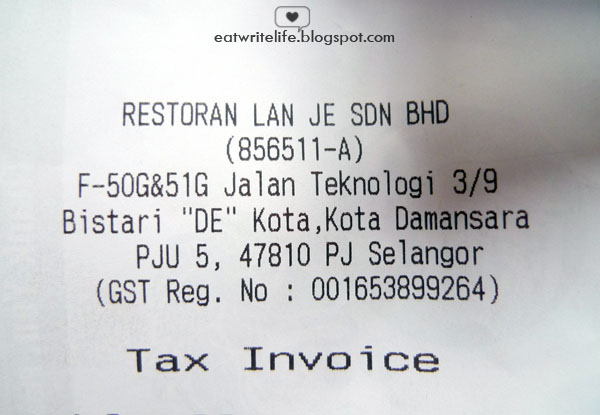 eatwritelife.blogspot.com
RESTORAN LAN JE SDN BHD
(856511-A)
F-50G&51G Jalan Teknologi 3/9
Bistari "DE" Kota,Kota Damansara
PJU 5, 47810 PJ Selangor
(GST Reg. No : 001653899264)
Tax Invoice